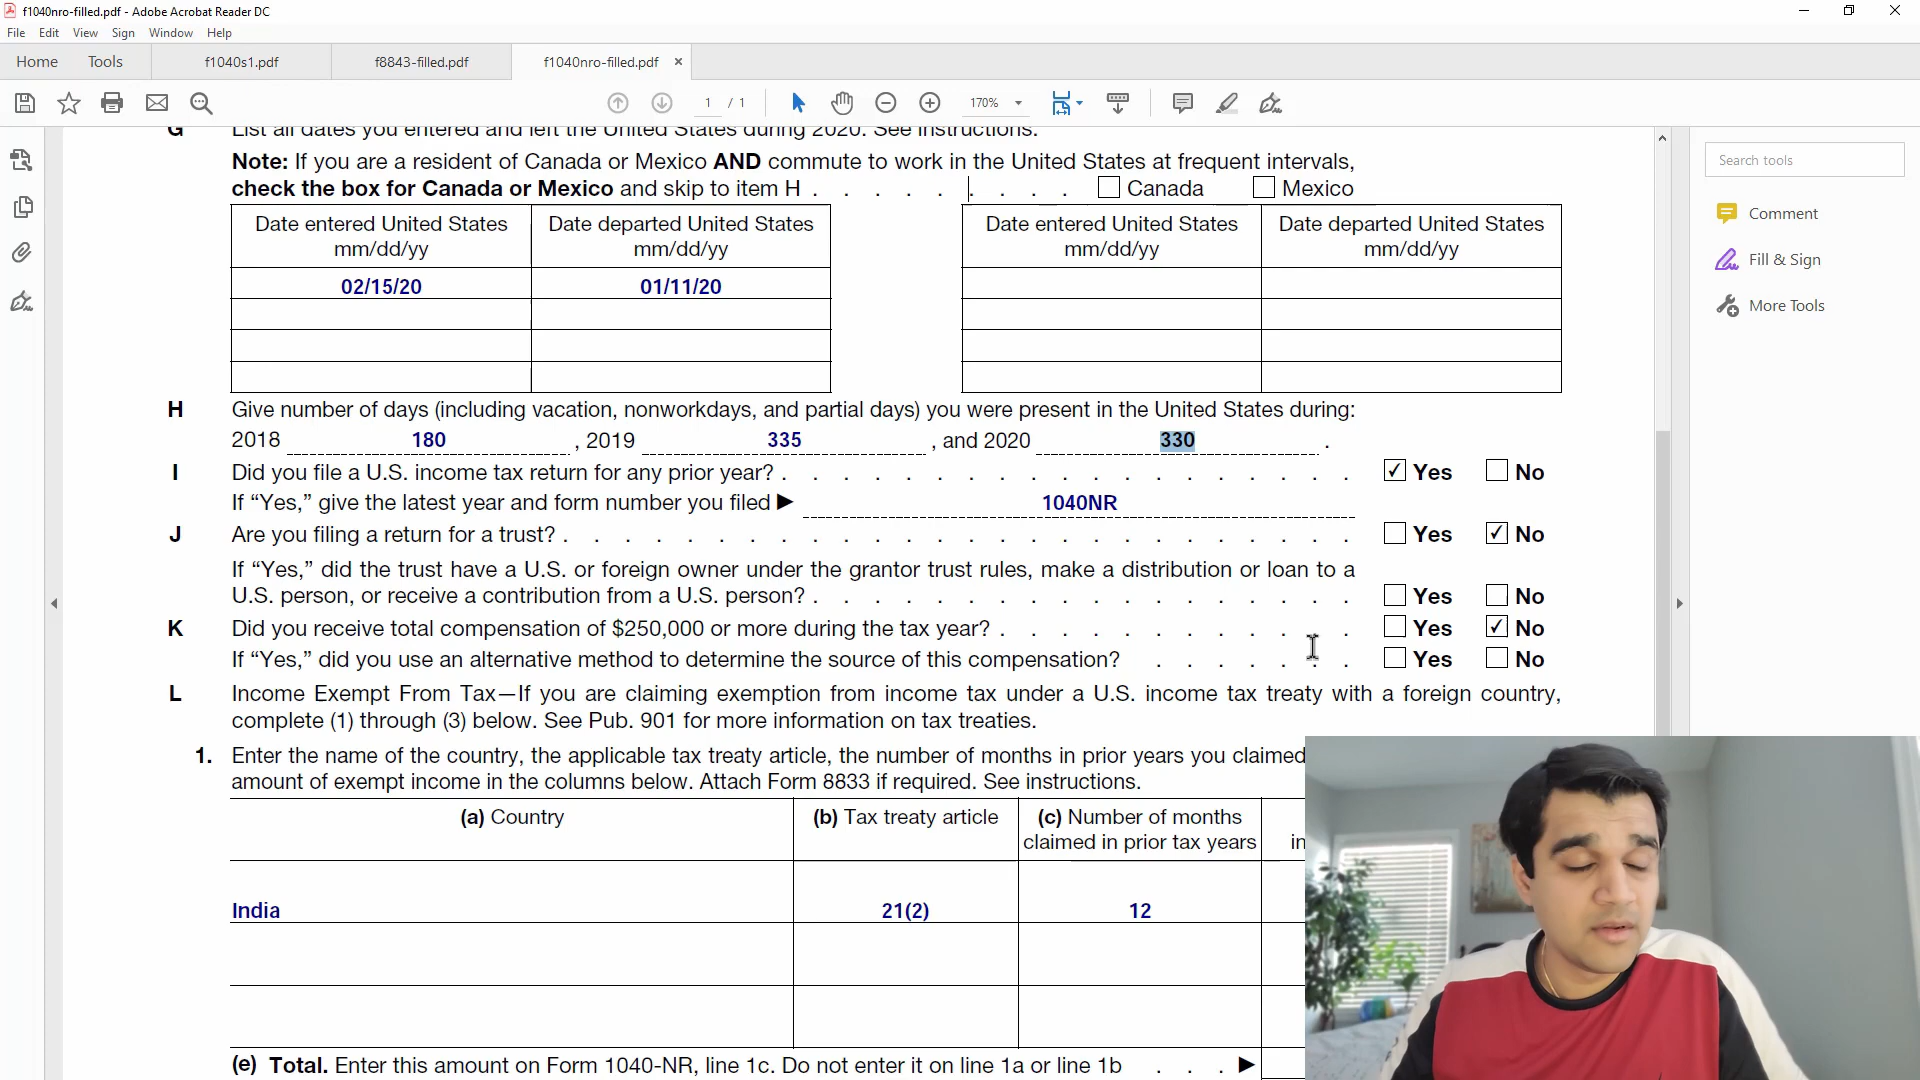 f1040nro-filled.pdf - Adobe Acrobat Reader DC
File Edit View Sign Window Help
Home Tools f1040s1.pdf f8843-filled.pdf f1040nro-filled.pdf ×
1 / 1 170%
G List all dates you entered and left the United States during 2020. See instructions.
Note: If you are a resident of Canada or Mexico AND commute to work in the United States at frequent intervals,
check the box for Canada or Mexico and skip to item H . . . . . . . . . Canada Mexico
Date entered United States Date departed United States Date entered United States Date departed United States
mm/dd/yy mm/dd/yy mm/dd/yy mm/dd/yy
02/15/20 01/11/20
H Give number of days (including vacation, nonworkdays, and partial days) you were present in the United States during:
2018 180 , 2019 335 , and 2020 330 .
I Did you file a U.S. income tax return for any prior year? . . . . . . . . . . . . . . . . . . . ✓ Yes No
If “Yes,” give the latest year and form number you filed ▶ 1040NR
J Are you filing a return for a trust? . . . . . . . . . . . . . . . . . . . . . . . . . . Yes ✓ No
If “Yes,” did the trust have a U.S. or foreign owner under the grantor trust rules, make a distribution or loan to a
U.S. person, or receive a contribution from a U.S. person? . . . . . . . . . . . . . . . . . . Yes No
K Did you receive total compensation of $250,000 or more during the tax year? . . . . . . . . . . . . Yes ✓ No
If “Yes,” did you use an alternative method to determine the source of this compensation? . . . . . . . Yes No
L Income Exempt From Tax—If you are claiming exemption from income tax under a U.S. income tax treaty with a foreign country,
complete (1) through (3) below. See Pub. 901 for more information on tax treaties.
1. Enter the name of the country, the applicable tax treaty article, the number of months in prior years you claimed
amount of exempt income in the columns below. Attach Form 8833 if required. See instructions.
(a) Country (b) Tax treaty article (c) Number of months
claimed in prior tax years in
India 21(2) 12
(e) Total. Enter this amount on Form 1040-NR, line 1c. Do not enter it on line 1a or line 1b . . . ▶
Search tools
Comment
Fill & Sign
More Tools